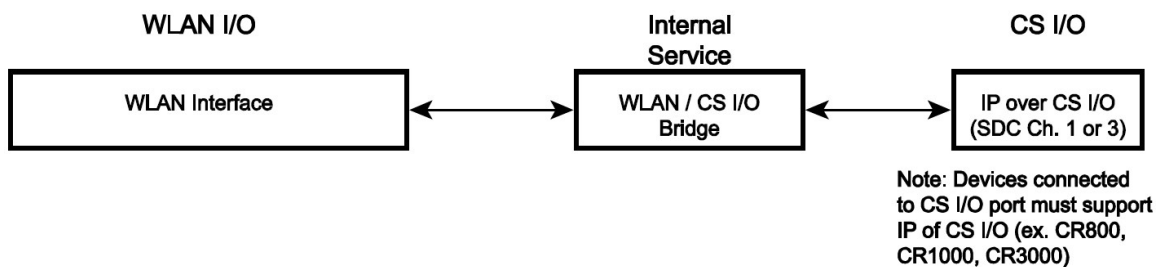 WLAN I/O
Internal
Service
CS I/O
WLAN Interface
WLAN / CS I/O
Bridge
IP over CS I/O
(SDC Ch. 1 or 3)
Note: Devices connected
to CS I/O port must support
IP of CS I/O (ex. CR800,
CR1000, CR3000)